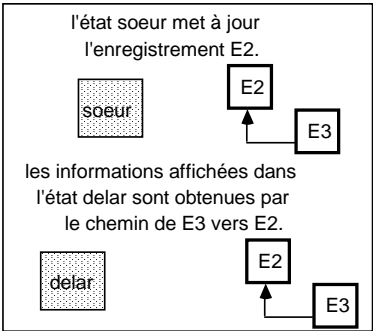 l'état soeur met à jour
l'enregistrement E2.
soeur
E2
E3
les informations affichées dans
l'état delar sont obtenues par
le chemin de E3 vers E2.
delar
E2
E3